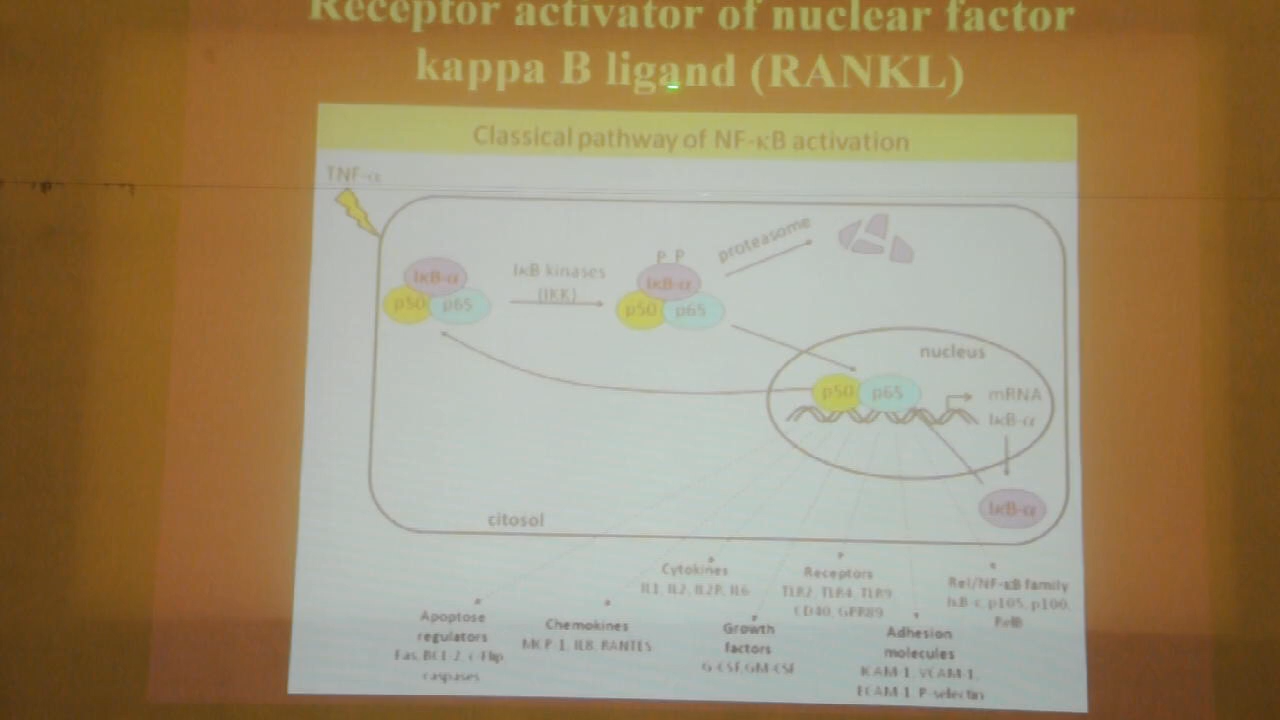 Receptor activator of nuclear factor
kappa B ligand (RANKL)
Classical pathway of NF-κB activation
TNF-α
P P
proteasome
IκB-α
p50 p65
IκB kinases
(IKK)
IκB-α
p50 p65
nucleus
p50 p65
mRNA
IκB-α
IκB-α
citosol
Cytokines
IL1, IL2, IL2R, IL6
Receptors
TLR2, TLR4, TLR9
CD40, GPR89
Rel/NF-κB family
p105, p100,
RelB
Apoptose
regulators
Fas, BCL-2, c-Flip
caspases
Chemokines
MCP-1, IL8, RANTES
Growth
factors
G-CSF,GM-CSF
Adhesion
molecules
ICAM-1, VCAM-1,
ECAM-1, P-selectin